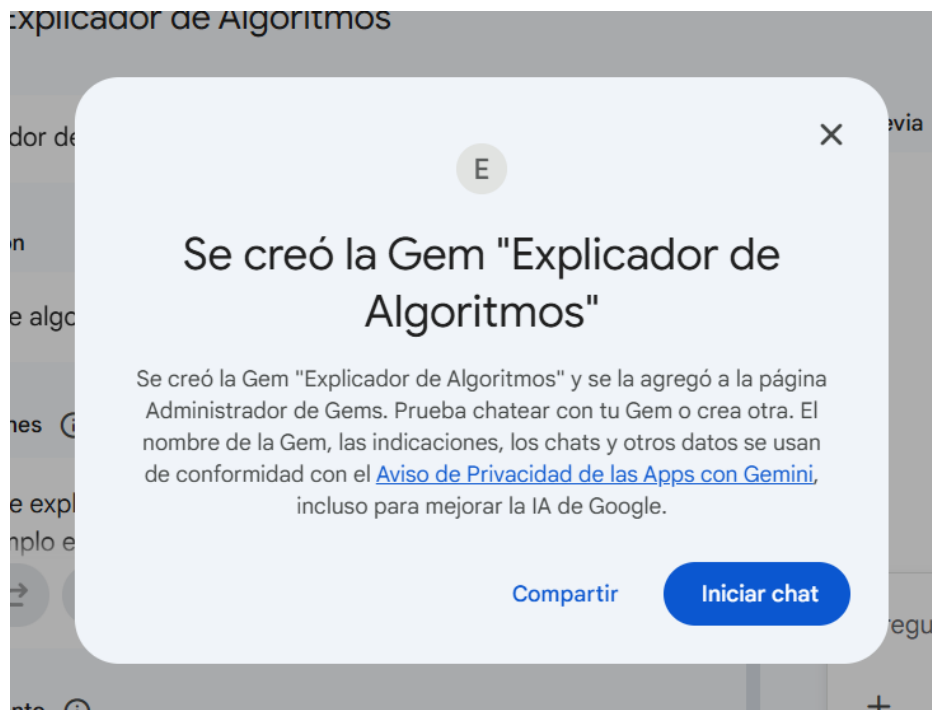 Explicador de Algoritmos
E
Se creó la Gem "Explicador de
Algoritmos"
Se creó la Gem "Explicador de Algoritmos" y se la agregó a la página
Administrador de Gems. Prueba chatear con tu Gem o crea otra. El
nombre de la Gem, las indicaciones, los chats y otros datos se usan
de conformidad con el Aviso de Privacidad de las Apps con Gemini,
incluso para mejorar la IA de Google.
Compartir
Iniciar chat